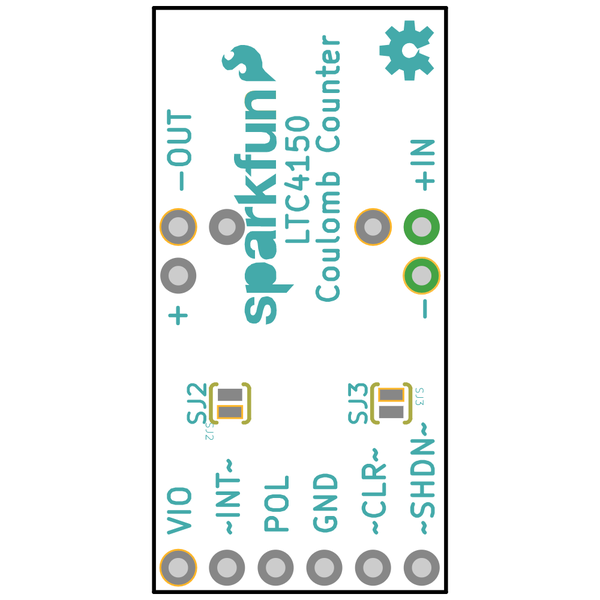 sparkfun
LTC4150
Coulomb Counter
−OUT
+
+IN
−
SJ2
SJ2
SJ3
SJ3
VIO
~INT~
POL
GND
~CLR~
~SHDN~